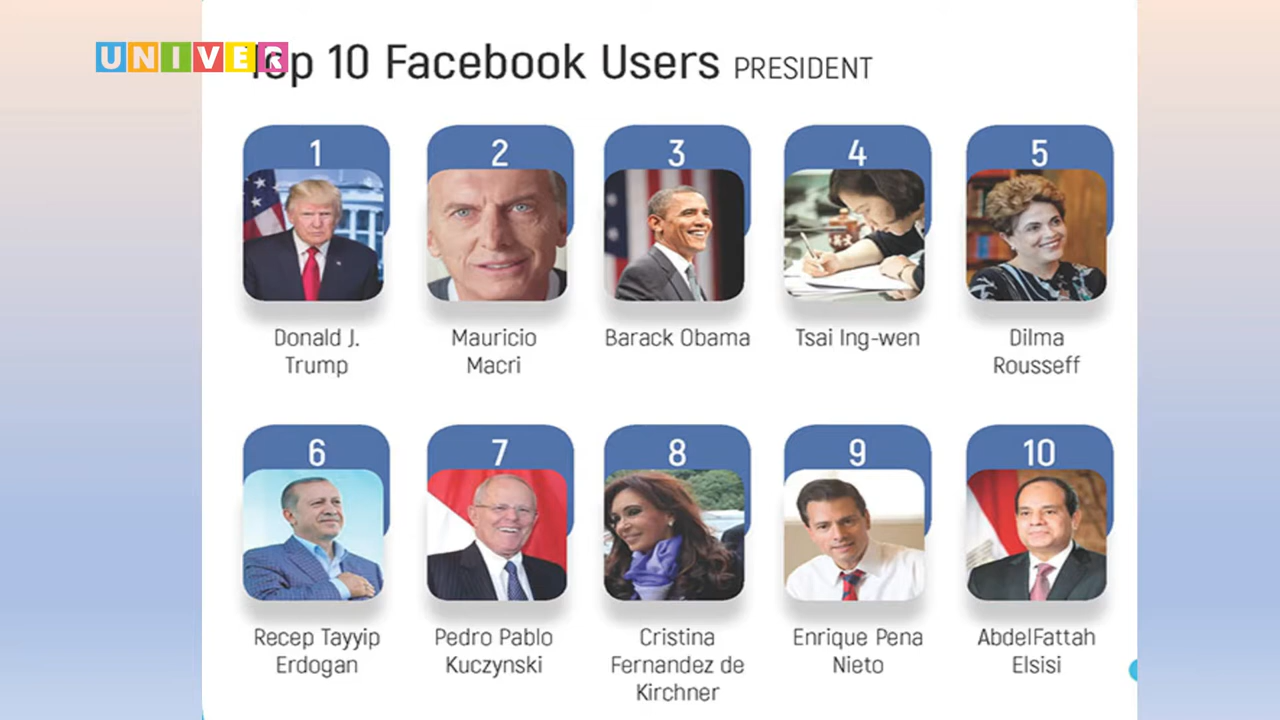 UNIVER
Top 10 Facebook Users PRESIDENT
1
2
3
4
5
Donald J.
Trump
Mauricio
Macri
Barack Obama
Tsai Ing-wen
Dilma
Rousseff
6
7
8
9
10
Recep Tayyip
Erdogan
Pedro Pablo
Kuczynski
Cristina
Fernandez de
Kirchner
Enrique Pena
Nieto
AbdelFattah
Elsisi